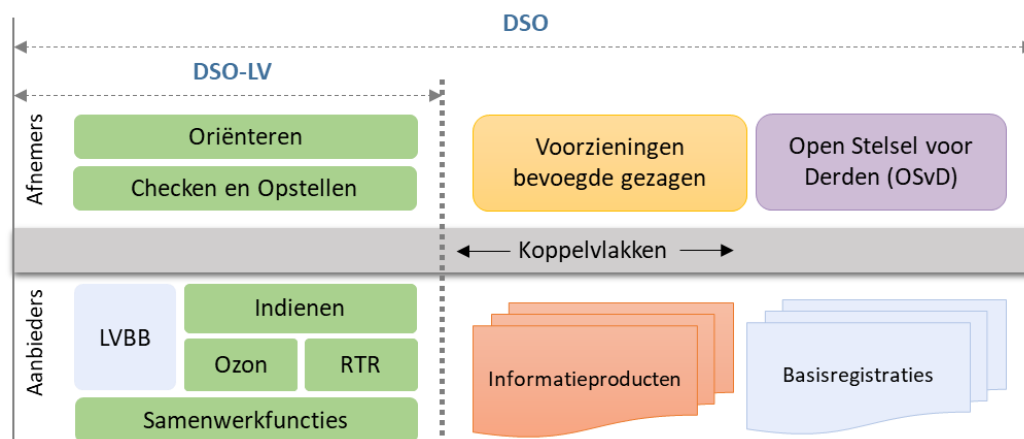 DSO
DSO-LV
Afnemers
Oriënteren
Checken en Opstellen
Voorzieningen
bevoegde gezagen
Open Stelsel voor
Derden (OSvD)
Koppelvlakken
Aanbieders
LVBB
Indienen
Ozon
RTR
Samenwerkfuncties
Informatieproducten
Basisregistraties